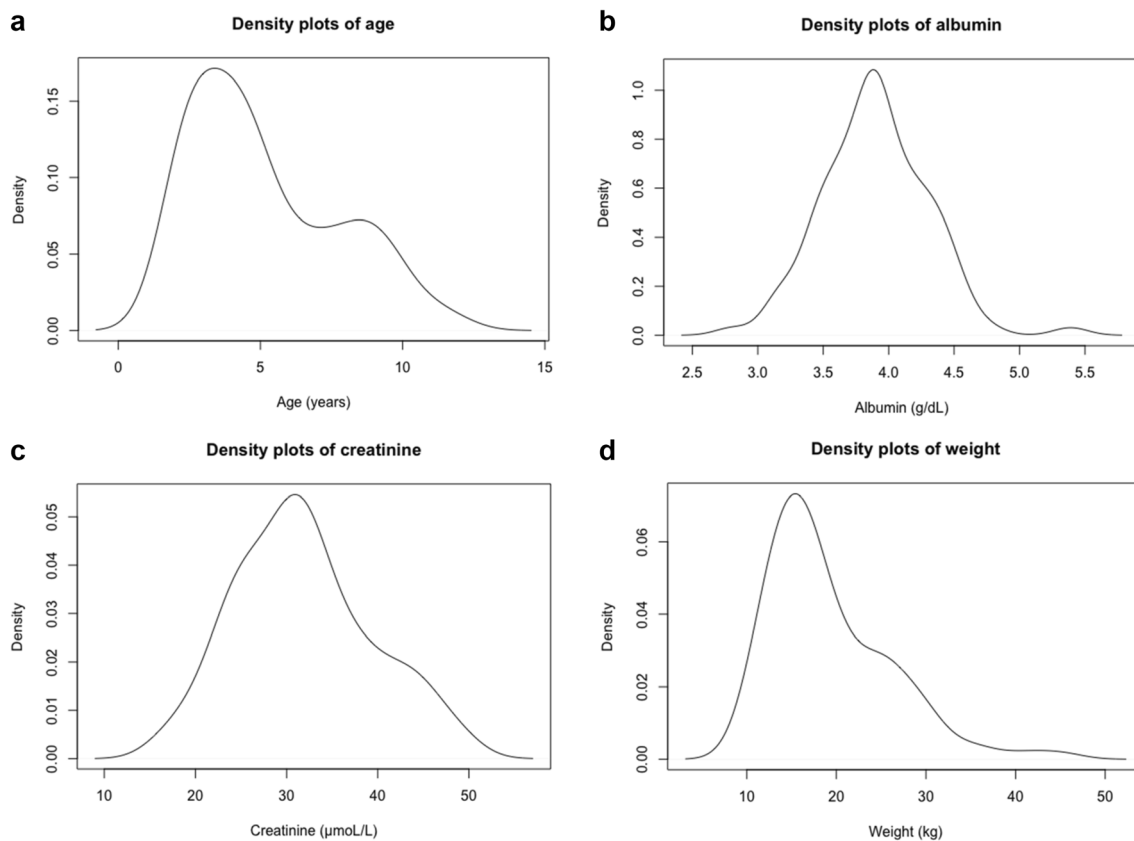 a
Density plots of age
Density
0.00
0.05
0.10
0.15
0
5
10
15
Age (years)
b
Density plots of albumin
Density
0.0
0.2
0.4
0.6
0.8
1.0
2.5
3.0
3.5
4.0
4.5
5.0
5.5
Albumin (g/dL)
c
Density plots of creatinine
Density
0.00
0.01
0.02
0.03
0.04
0.05
10
20
30
40
50
Creatinine (μmoL/L)
d
Density plots of weight
Density
0.00
0.02
0.04
0.06
10
20
30
40
50
Weight (kg)